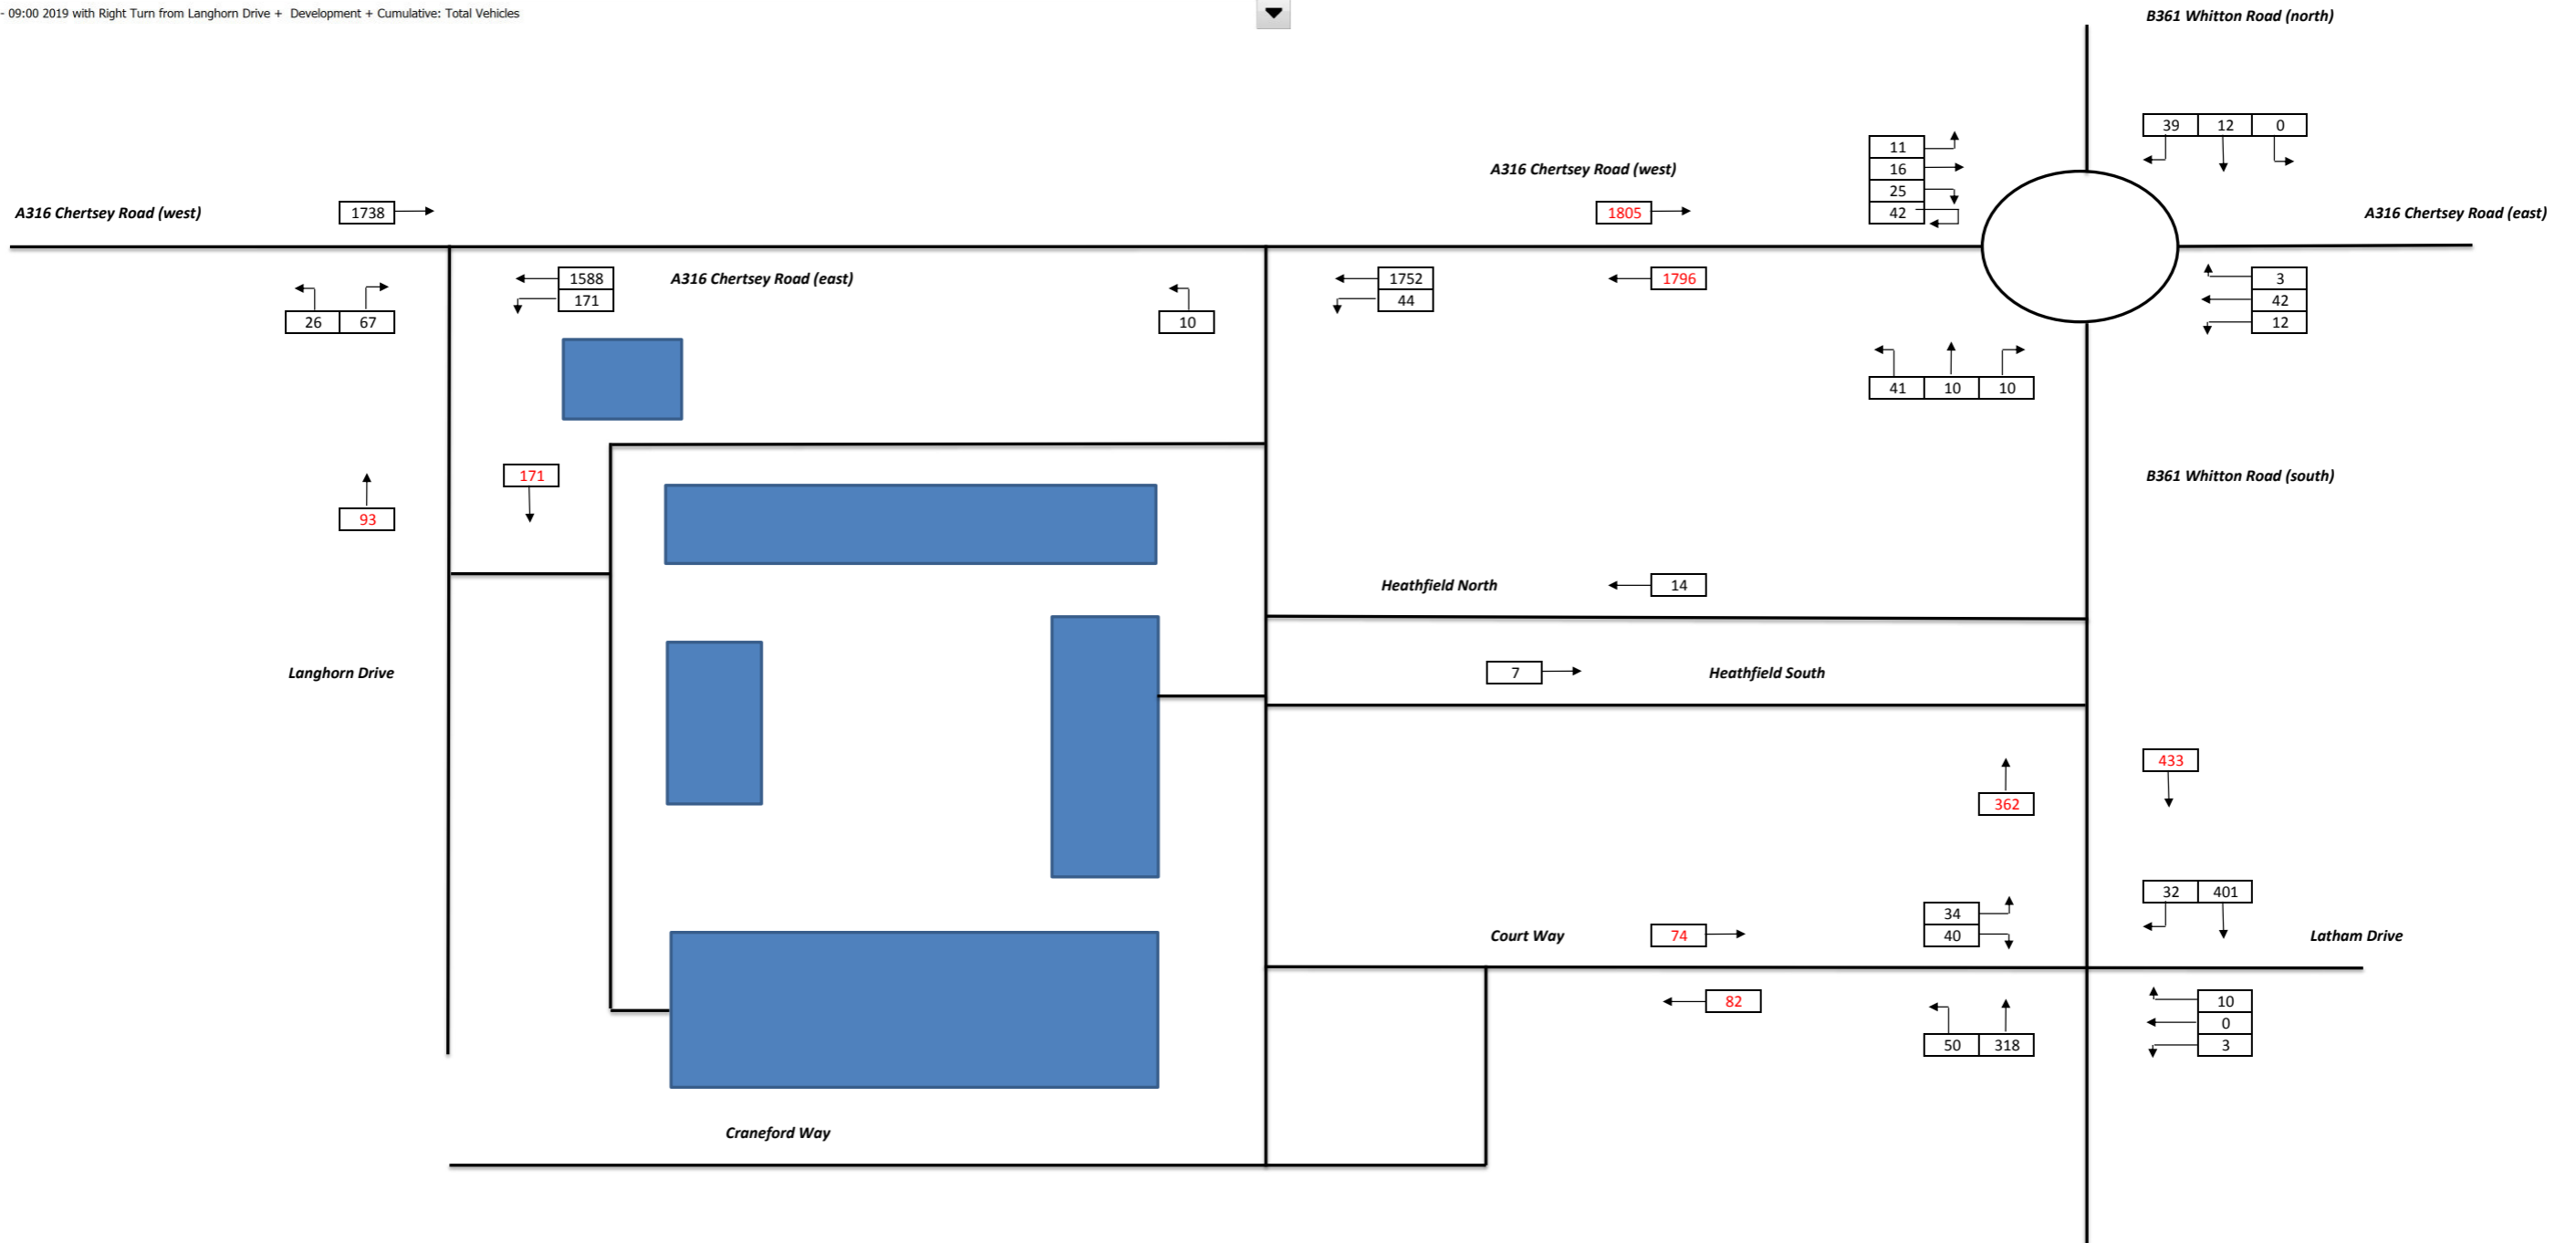 - 09:00 2019 with Right Turn from Langhorn Drive + Development + Cumulative: Total Vehicles
B361 Whitton Road (north)
39 12 0
11
16
25
42
A316 Chertsey Road (west)
A316 Chertsey Road (west)
1738
1805
A316 Chertsey Road (east)
1588
171
A316 Chertsey Road (east)
10
1752
44
1796
3
42
12
26 67
41 10 10
171
93
B361 Whitton Road (south)
Heathfield North
14
Langhorn Drive
7
Heathfield South
433
362
32 401
34
40
Court Way
74
Latham Drive
82
50 318
10
0
3
Craneford Way